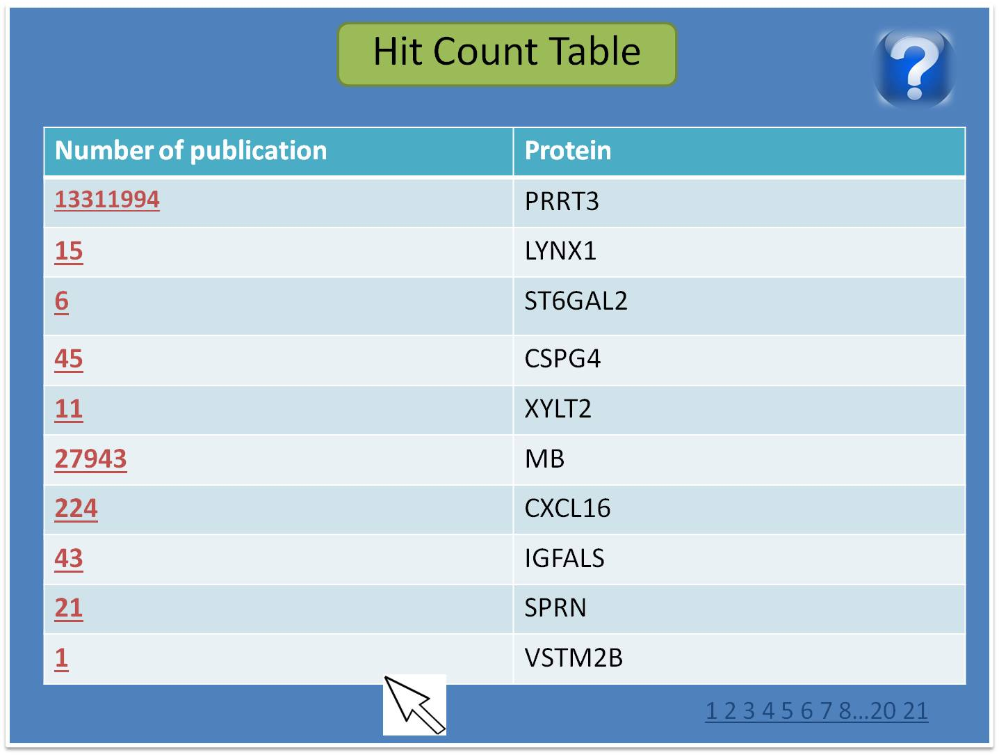 Hit Count Table
?
Number of publication Protein
13311994 PRRT3
15 LYNX1
6 ST6GAL2
45 CSPG4
11 XYLT2
27943 MB
224 CXCL16
43 IGFALS
21 SPRN
1 VSTM2B
1 2 3 4 5 6 7 8...20 21